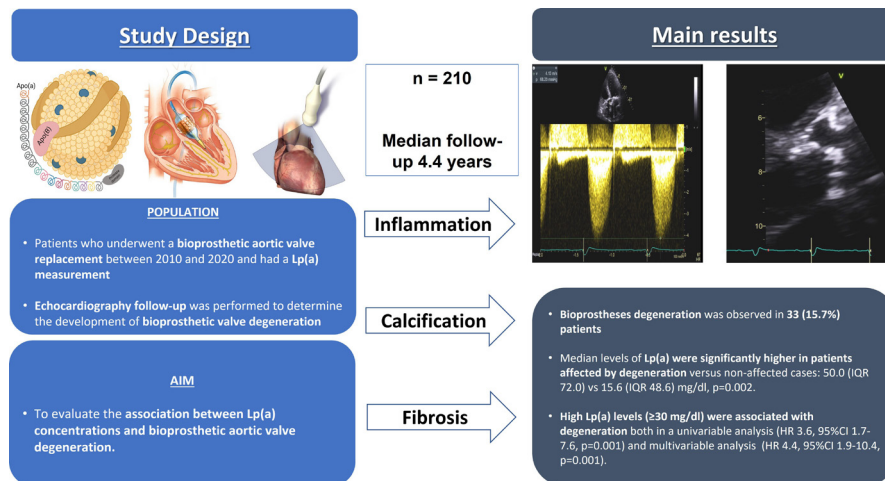 Study Design
Apo(a)
Apo(B)
POPULATION
• Patients who underwent a bioprosthetic aortic valve
replacement between 2010 and 2020 and had a Lp(a)
measurement
• Echocardiography follow-up was performed to determine
the development of bioprosthetic valve degeneration
AIM
• To evaluate the association between Lp(a)
concentrations and bioprosthetic aortic valve
degeneration.
n = 210
Median follow-
up 4.4 years
Inflammation
Calcification
Fibrosis
Main results
V
V
6
8
10
• Bioprostheses degeneration was observed in 33 (15.7%)
patients
• Median levels of Lp(a) were significantly higher in patients
affected by degeneration versus non-affected cases: 50.0 (IQR
72.0) vs 15.6 (IQR 48.6) mg/dl, p=0.002.
• High Lp(a) levels (≥30 mg/dl) were associated with
degeneration both in a univariable analysis (HR 3.6, 95%CI 1.7-
7.6, p=0.001) and multivariable analysis (HR 4.4, 95%CI 1.9-10.4,
p=0.001).